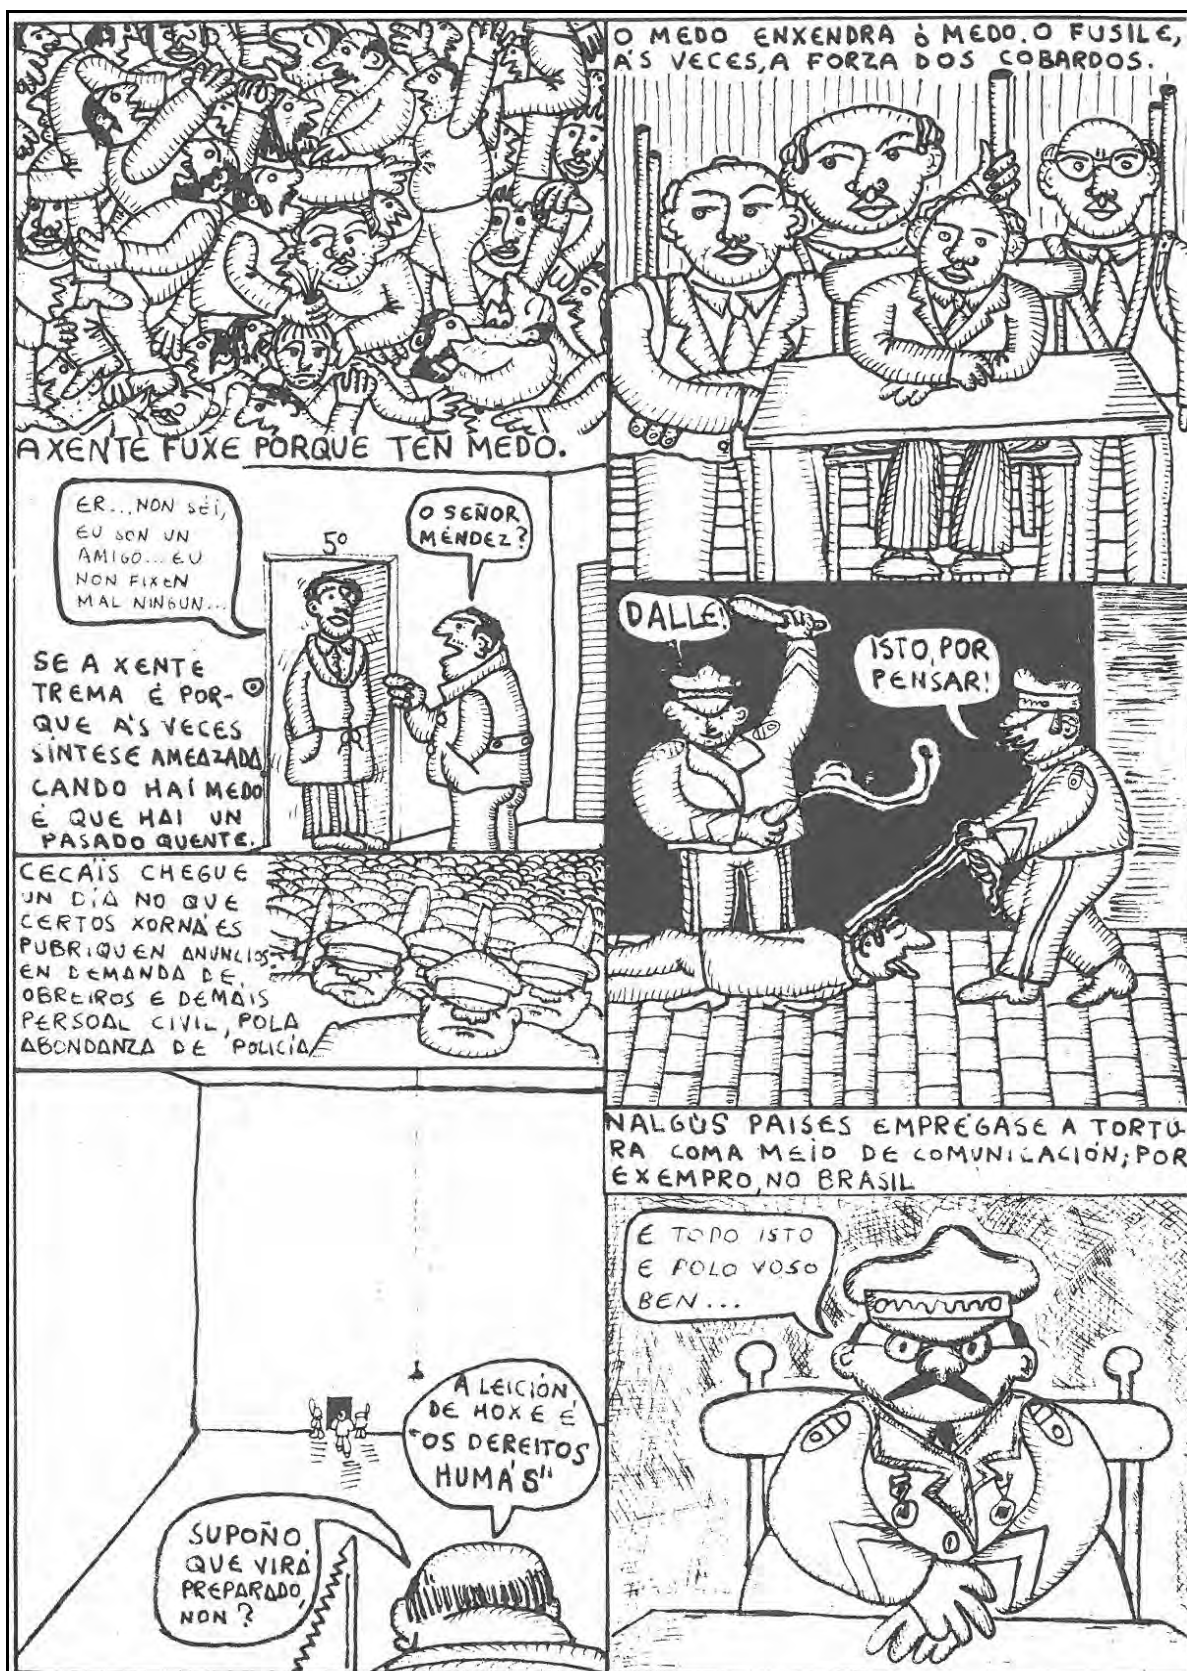 A XENTE FUXE PORQUE TEN MEDO.
ER...NON SEI,
EU SON UN
AMIGO...EU
NON FIXEN
MAL NINGUN...
5º
O SEÑOR
MÉNDEZ?
SE A XENTE
TREMA É POR-
QUE ÁS VECES
SÍNTESE AMEAZADA.
CANDO HAI MEDO
É QUE HAI UN
PASADO QUENTE.
CECÁIS CHEGUE
UN DÍA NO QUE
CERTOS XORNÁES
PUBRIQUEN ANUNCIOS
EN DEMANDA DE
OBREIROS E DEMÁIS
PERSOAL CIVIL, POLA
ABONDANZA DE POLICÍA
A LEICIÓN
DE HOXE É
"OS DEREITOS
HUMÁS"
SUPOÑO
QUE VIRÁ
PREPARADO,
NON?
O MEDO ENXENDRA Ó MEDO. O FUSIL E,
ÁS VECES, A FORZA DOS COBARDOS.
DALLE!
ISTO, POR
PENSAR!
NALGÚS PAISES EMPRÉGASE A TORTU-
RA COMA MEIO DE COMUNICACIÓN; POR
EXEMPRO, NO BRASIL
E TODO ISTO
E POLO VOSO
BEN...